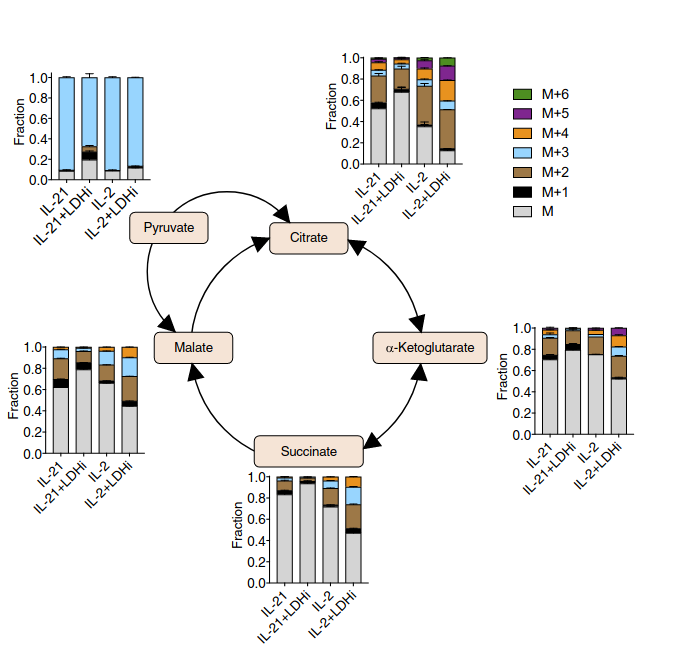 Fraction
1.0
0.8
0.6
0.4
0.2
0.0
IL-21
IL-21+LDHi
IL-2
IL-2+LDHi
Fraction
1.0
0.8
0.6
0.4
0.2
0.0
IL-21
IL-21+LDHi
IL-2
IL-2+LDHi
M+6
M+5
M+4
M+3
M+2
M+1
M
Pyruvate
Citrate
Malate
α-Ketoglutarate
Succinate
Fraction
1.0
0.8
0.6
0.4
0.2
0.0
IL-21
IL-21+LDHi
IL-2
IL-2+LDHi
Fraction
1.0
0.8
0.6
0.4
0.2
0.0
IL-21
IL-21+LDHi
IL-2
IL-2+LDHi
Fraction
1.0
0.8
0.6
0.4
0.2
0.0
IL-21
IL-21+LDHi
IL-2
IL-2+LDHi